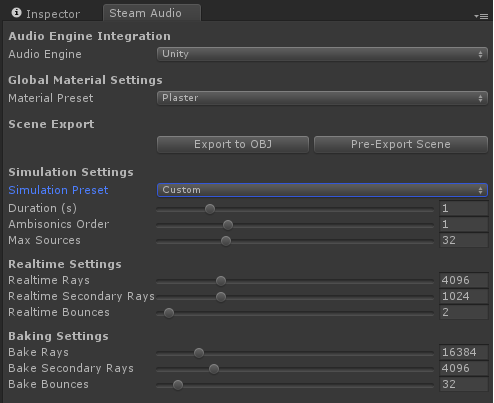 Inspector Steam Audio
Audio Engine Integration
Audio Engine Unity
Global Material Settings
Material Preset Plaster
Scene Export
Export to OBJ Pre-Export Scene
Simulation Settings
Simulation Preset Custom
Duration (s) 1
Ambisonics Order 1
Max Sources 32
Realtime Settings
Realtime Rays 4096
Realtime Secondary Rays 1024
Realtime Bounces 2
Baking Settings
Bake Rays 16384
Bake Secondary Rays 4096
Bake Bounces 32